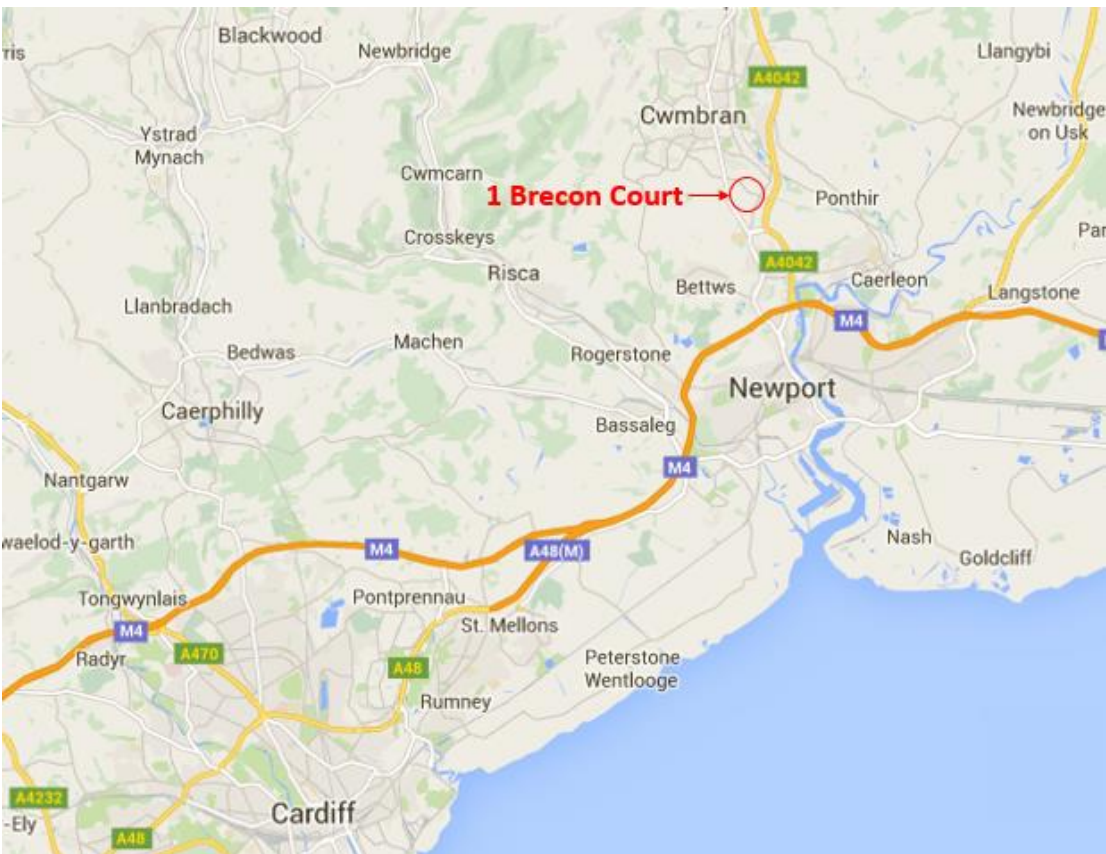 Blackwood
ris
Newbridge
Llangybi
A4042
Newbridge
on Usk
Cwmbran
Ystrad
Mynach
Cwmcarn
1 Brecon Court
Ponthir
Par
Crosskeys
A4042
Risca
Bettws
Caerleon
Langstone
Llanbradach
M4
Machen
Bedwas
Rogerstone
Newport
Caerphilly
Bassaleg
M4
Nantgarw
waelod-y-garth
M4
A48(M)
Nash
Goldcliff
Tongwynlais
Pontprennau
St. Mellons
M4
Radyr
A470
A48
Peterstone
Wentlooge
Rumney
A4232
Cardiff
-Ely
A48